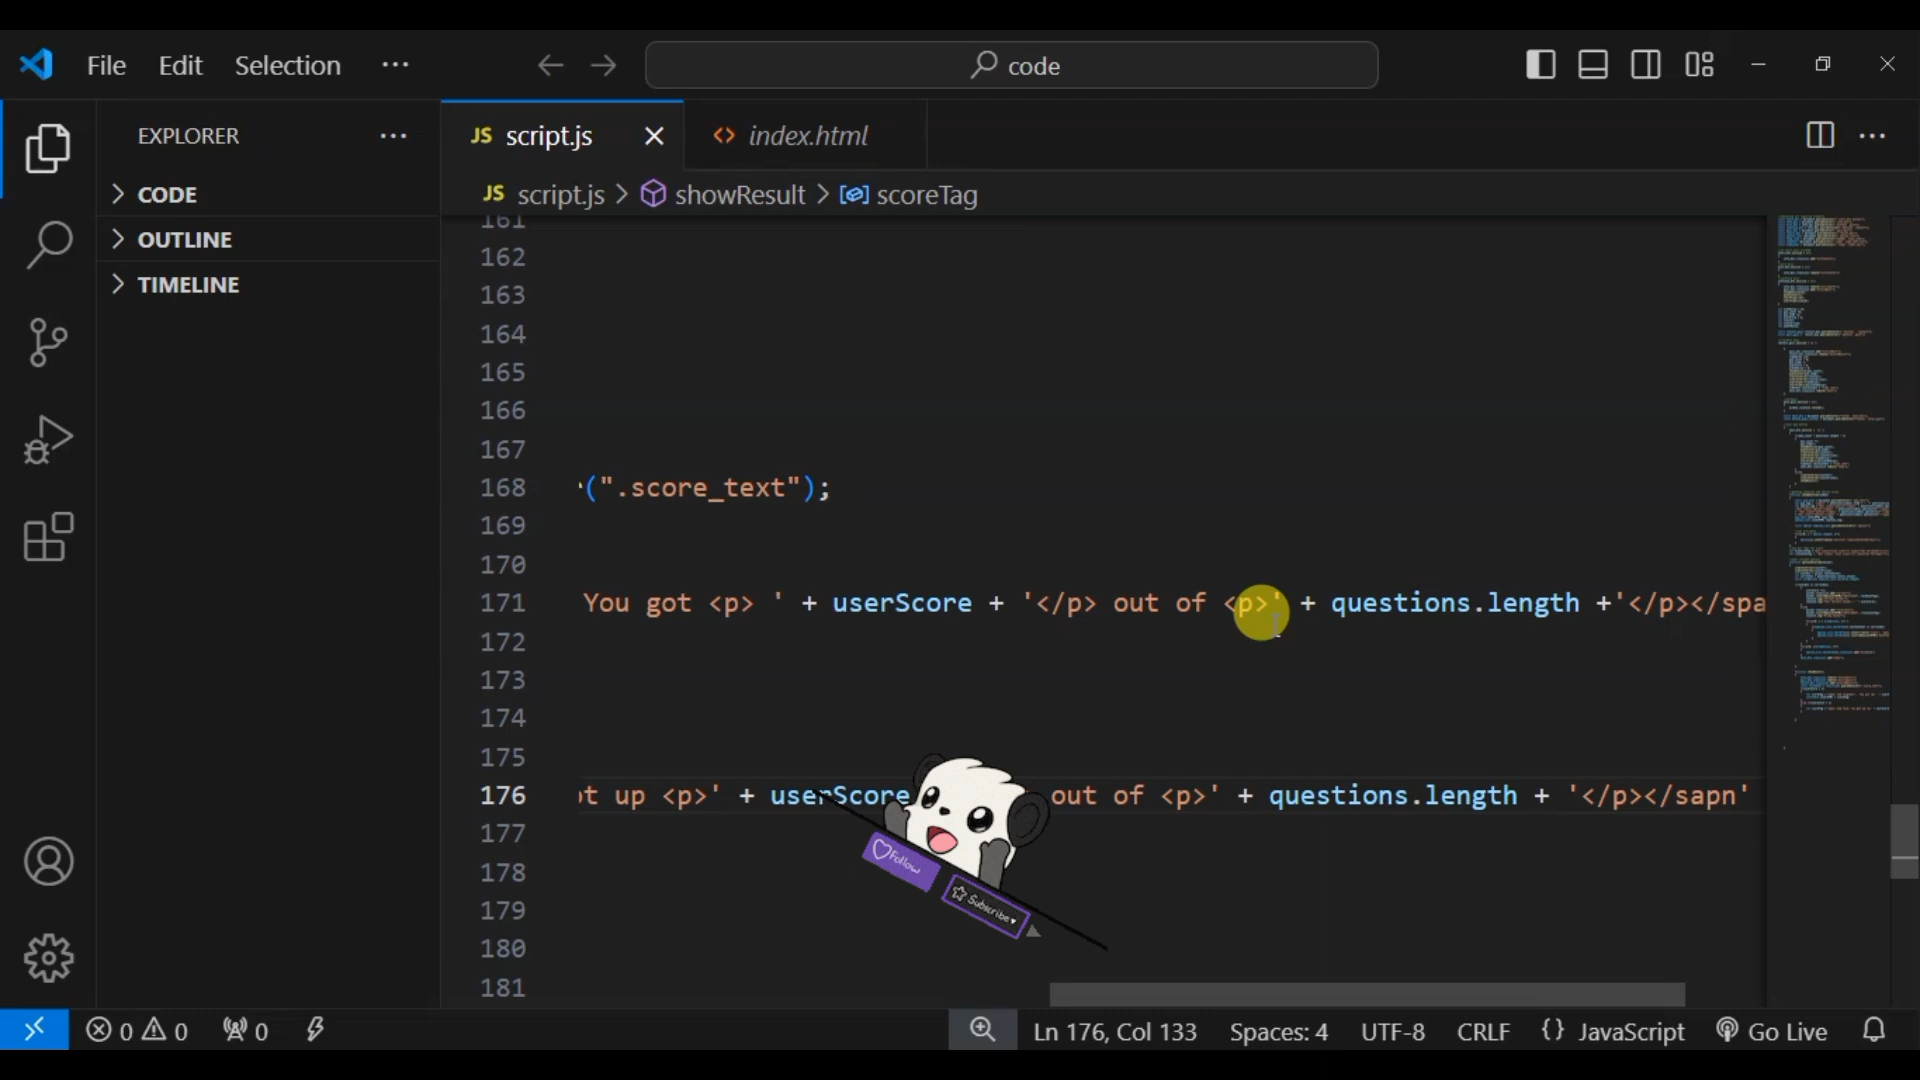 File Edit Selection ··· code
EXPLORER ···
CODE
OUTLINE
TIMELINE
JS script.js index.html
JS script.js > showResult > scoreTag
161
162
163
164
165
166
167
168 (".score_text");
169
170
171 You got <p> ' + userScore + '</p> out of <p>' + questions.length +'</p></spa
172
173
174
175
176 ot up <p>' + userScore out of <p>' + questions.length + '</p></sapn'
177
178
179
180
181
Follow
Subscribe
0 0 0 Ln 176, Col 133 Spaces: 4 UTF-8 CRLF {} JavaScript Go Live